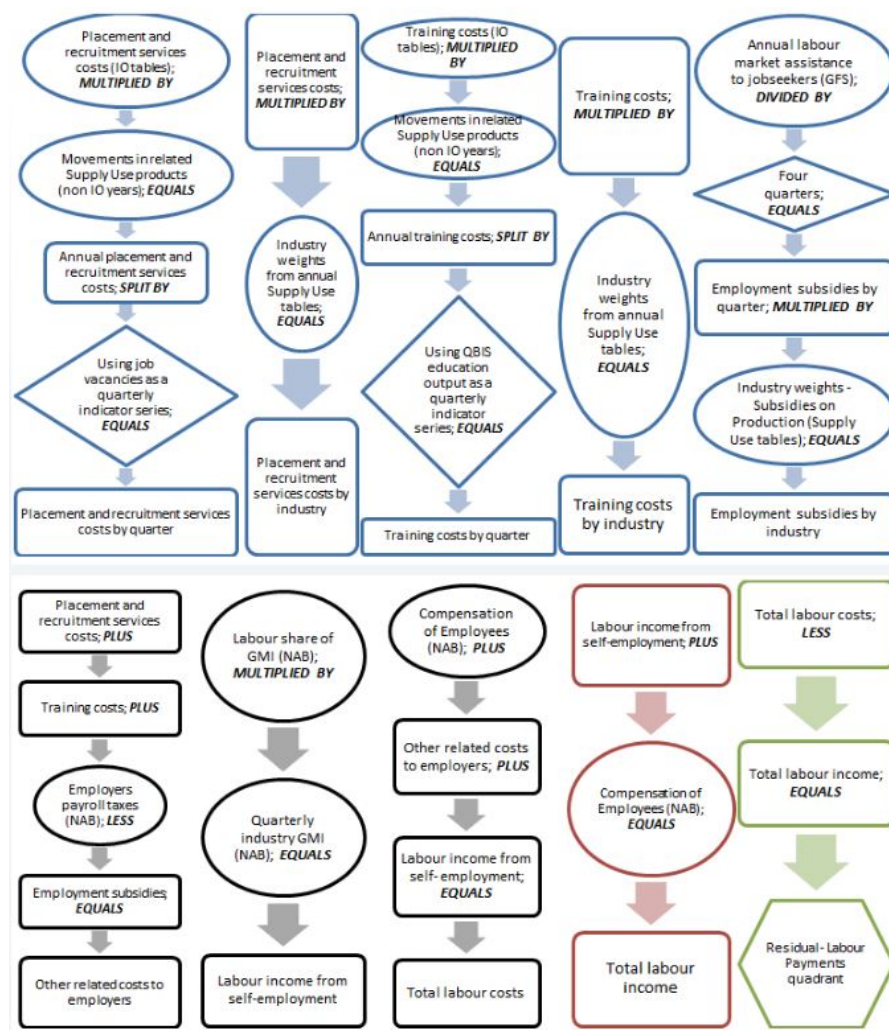 Placement and
recruitment services
costs (IO tables);
MULTIPLIED BY
Movements in related
Supply Use products
(non IO years); EQUALS
Annual placement and
recruitment services
costs; SPLIT BY
Using job
vacancies as a
quarterly
indicator series;
EQUALS
Placement and recruitment services
costs by quarter
Placement and
recruitment
services costs;
MULTIPLIED BY
Industry
weights
from annual
Supply Use
tables;
EQUALS
Placement and
recruitment
services costs by
industry
Training costs (IO
tables); MULTIPLIED
BY
Movements in related
Supply Use products
(non IO years);
EQUALS
Annual training costs; SPLIT BY
Using QBIS
education
output as a
quarterly
indicator
series; EQUALS
Training costs by quarter
Training costs;
MULTIPLIED BY
Industry
weights
from annual
Supply Use
tables;
EQUALS
Training costs
by industry
Annual labour
market assistance
to jobseekers (GFS);
DIVIDED BY
Four
quarters;
EQUALS
Employment subsidies by
quarter; MULTIPLIED BY
Industry weights -
Subsidies on
Production (Supply
Use tables); EQUALS
Employment subsidies by
industry
Placement and
recruitment services
costs; PLUS
Training costs; PLUS
Employers
payroll taxes
(NAB); LESS
Employment subsidies;
EQUALS
Other related costs to
employers
Labour share of
GMI (NAB);
MULTIPLIED BY
Quarterly
industry GMI
(NAB); EQUALS
Labour income from
self-employment
Compensation
of Employees
(NAB); PLUS
Other related costs
to employers; PLUS
Labour income from
self- employment;
EQUALS
Total labour costs
Labour income from
self-employment; PLUS
Compensation of
Employees (NAB);
EQUALS
Total labour
income
Total labour costs;
LESS
Total labour income;
EQUALS
Residual- Labour
Payments
quadrant